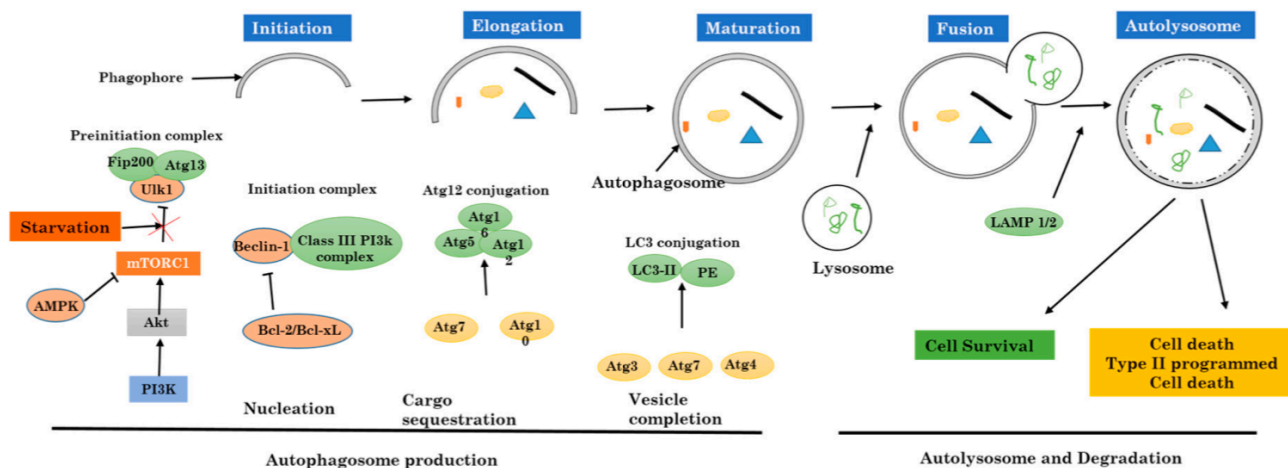 Initiation
Elongation
Maturation
Fusion
Autolysosome
Phagophore
Preinitiation complex
Fip200
Atg13
Ulk1
Starvation
mTORC1
AMPK
Akt
PI3K
Initiation complex
Beclin-1
Class III PI3k
complex
Bcl-2/Bcl-xL
Nucleation
Atg12 conjugation
Atg1
6
Atg5
Atg1
2
Atg7
Atg1
0
Cargo
sequestration
Autophagosome
LC3 conjugation
LC3-II
PE
Atg3
Atg7
Atg4
Vesicle
completion
Lysosome
LAMP 1/2
Cell Survival
Cell death
Type II programmed
Cell death
Autophagosome production
Autolysosome and Degradation